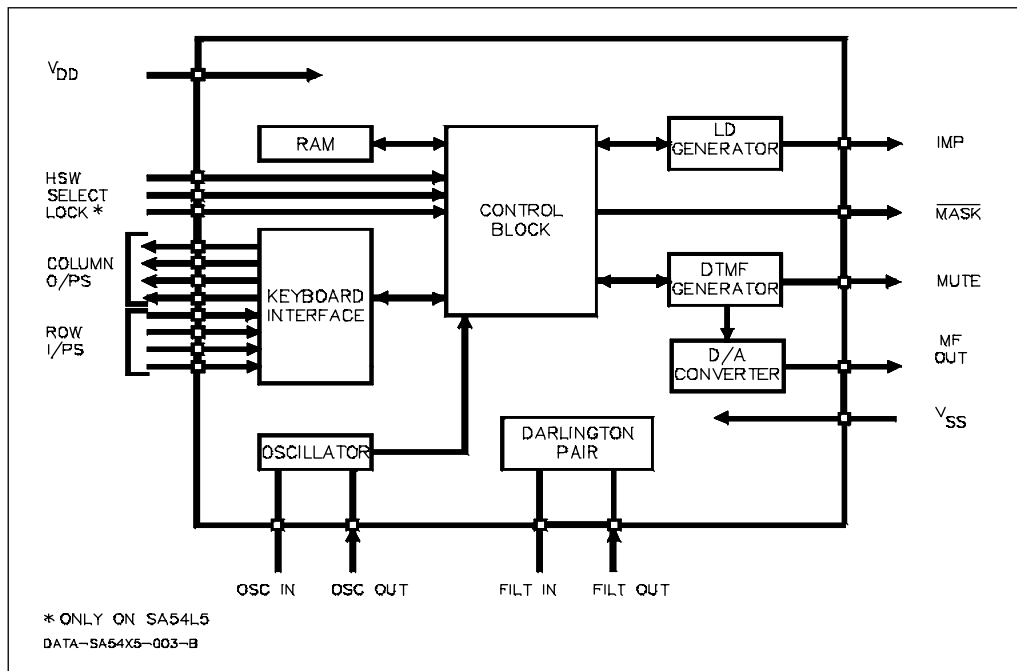 VDD
RAM
LD
GENERATOR
IMP
HSW
SELECT
LOCK *
CONTROL
BLOCK
MASK
COLUMN
O/PS
KEYBOARD
INTERFACE
DTMF
GENERATOR
MUTE
ROW
I/PS
D/A
CONVERTER
MF
OUT
VSS
OSCILLATOR
DARLINGTON
PAIR
OSC IN
OSC OUT
FILT IN
FILT OUT
* ONLY ON SA54L5
DATA-SA54X5-003-B